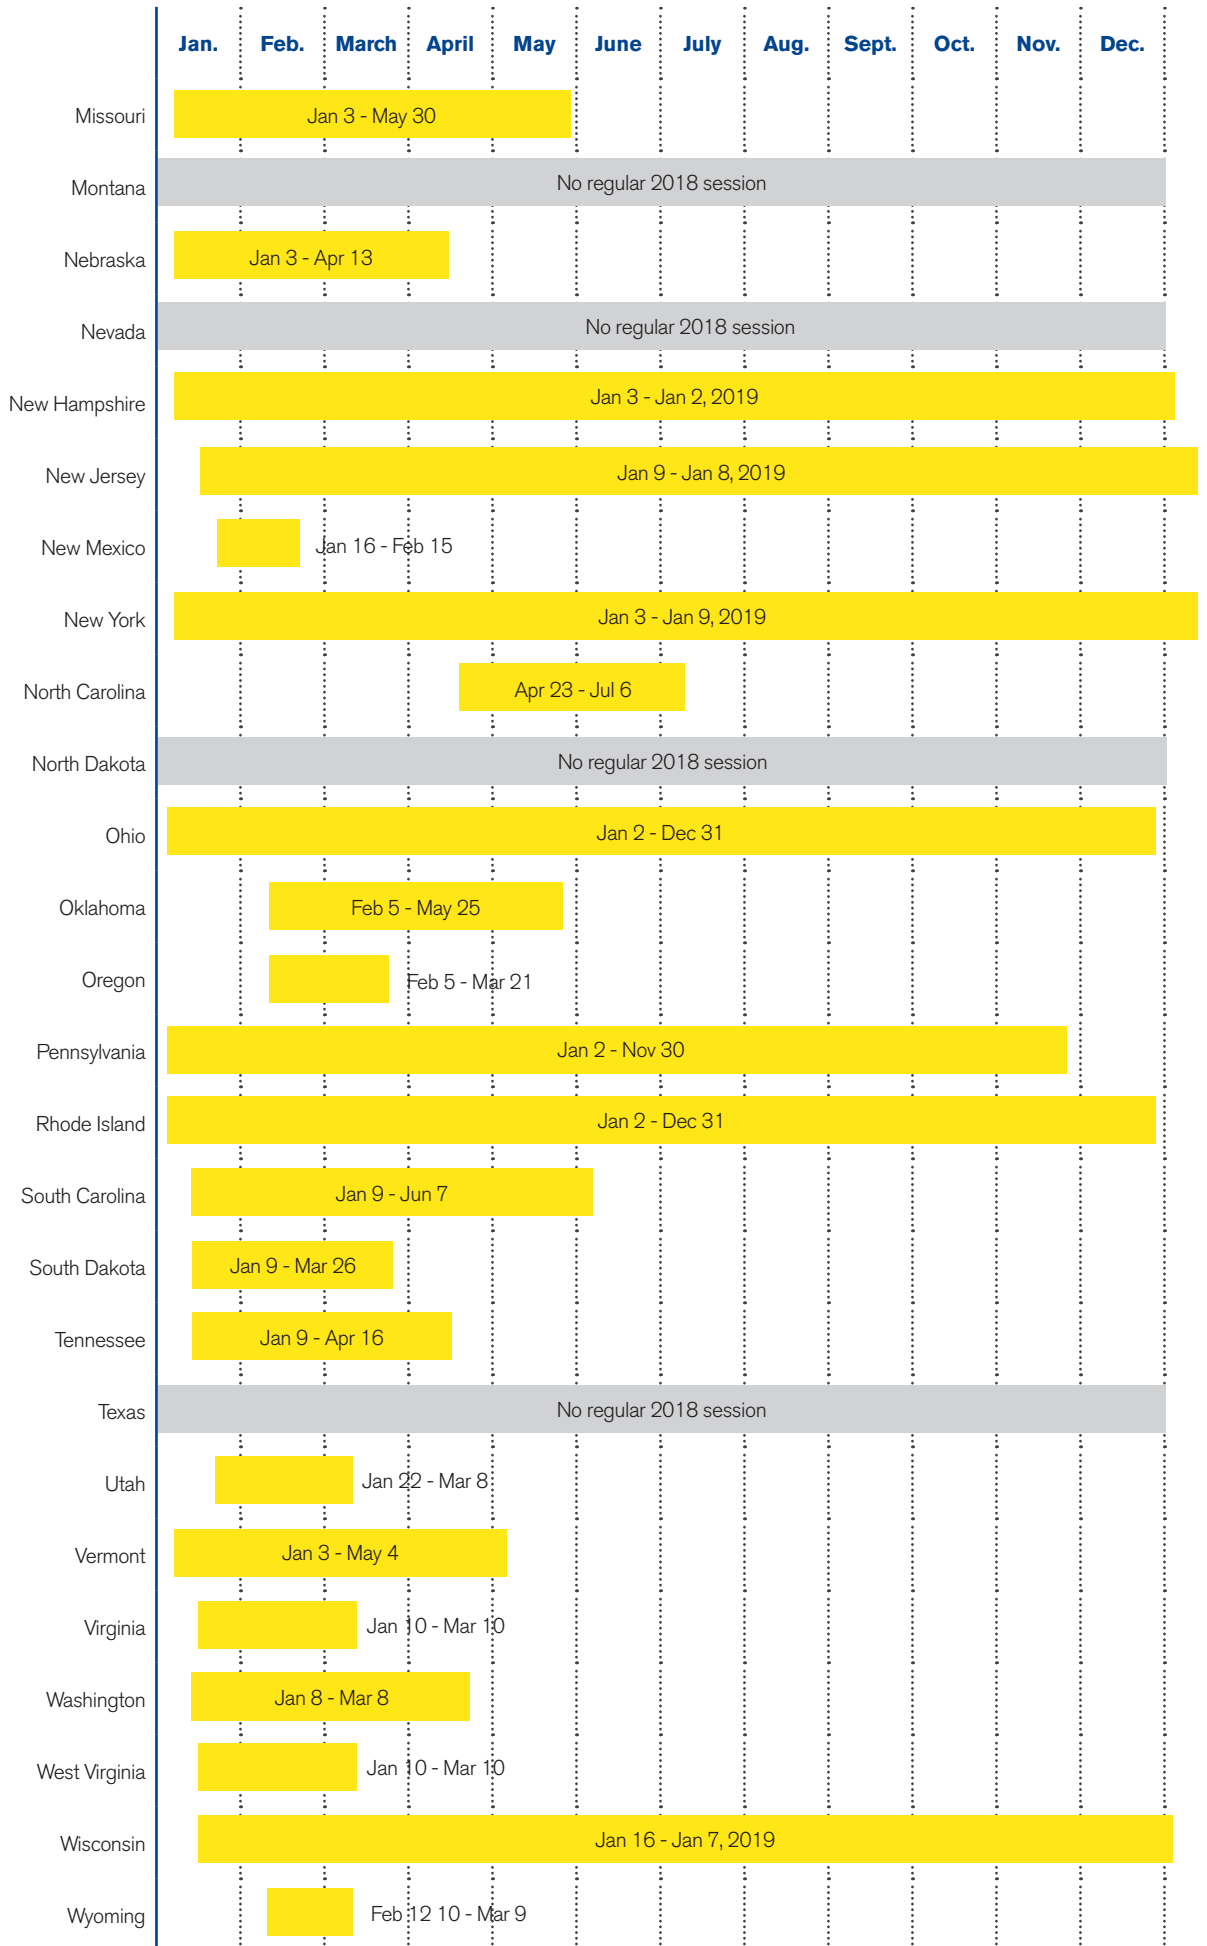 Jan. Feb. March April May June July Aug. Sept. Oct. Nov. Dec.
Missouri Jan 3 - May 30
Montana No regular 2018 session
Nebraska Jan 3 - Apr 13
Nevada No regular 2018 session
New Hampshire Jan 3 - Jan 2, 2019
New Jersey Jan 9 - Jan 8, 2019
New Mexico Jan 16 - Feb 15
New York Jan 3 - Jan 9, 2019
North Carolina Apr 23 - Jul 6
North Dakota No regular 2018 session
Ohio Jan 2 - Dec 31
Oklahoma Feb 5 - May 25
Oregon Feb 5 - Mar 21
Pennsylvania Jan 2 - Nov 30
Rhode Island Jan 2 - Dec 31
South Carolina Jan 9 - Jun 7
South Dakota Jan 9 - Mar 26
Tennessee Jan 9 - Apr 16
Texas No regular 2018 session
Utah Jan 22 - Mar 8
Vermont Jan 3 - May 4
Virginia Jan 10 - Mar 10
Washington Jan 8 - Mar 8
West Virginia Jan 10 - Mar 10
Wisconsin Jan 16 - Jan 7, 2019
Wyoming Feb 12 10 - Mar 9